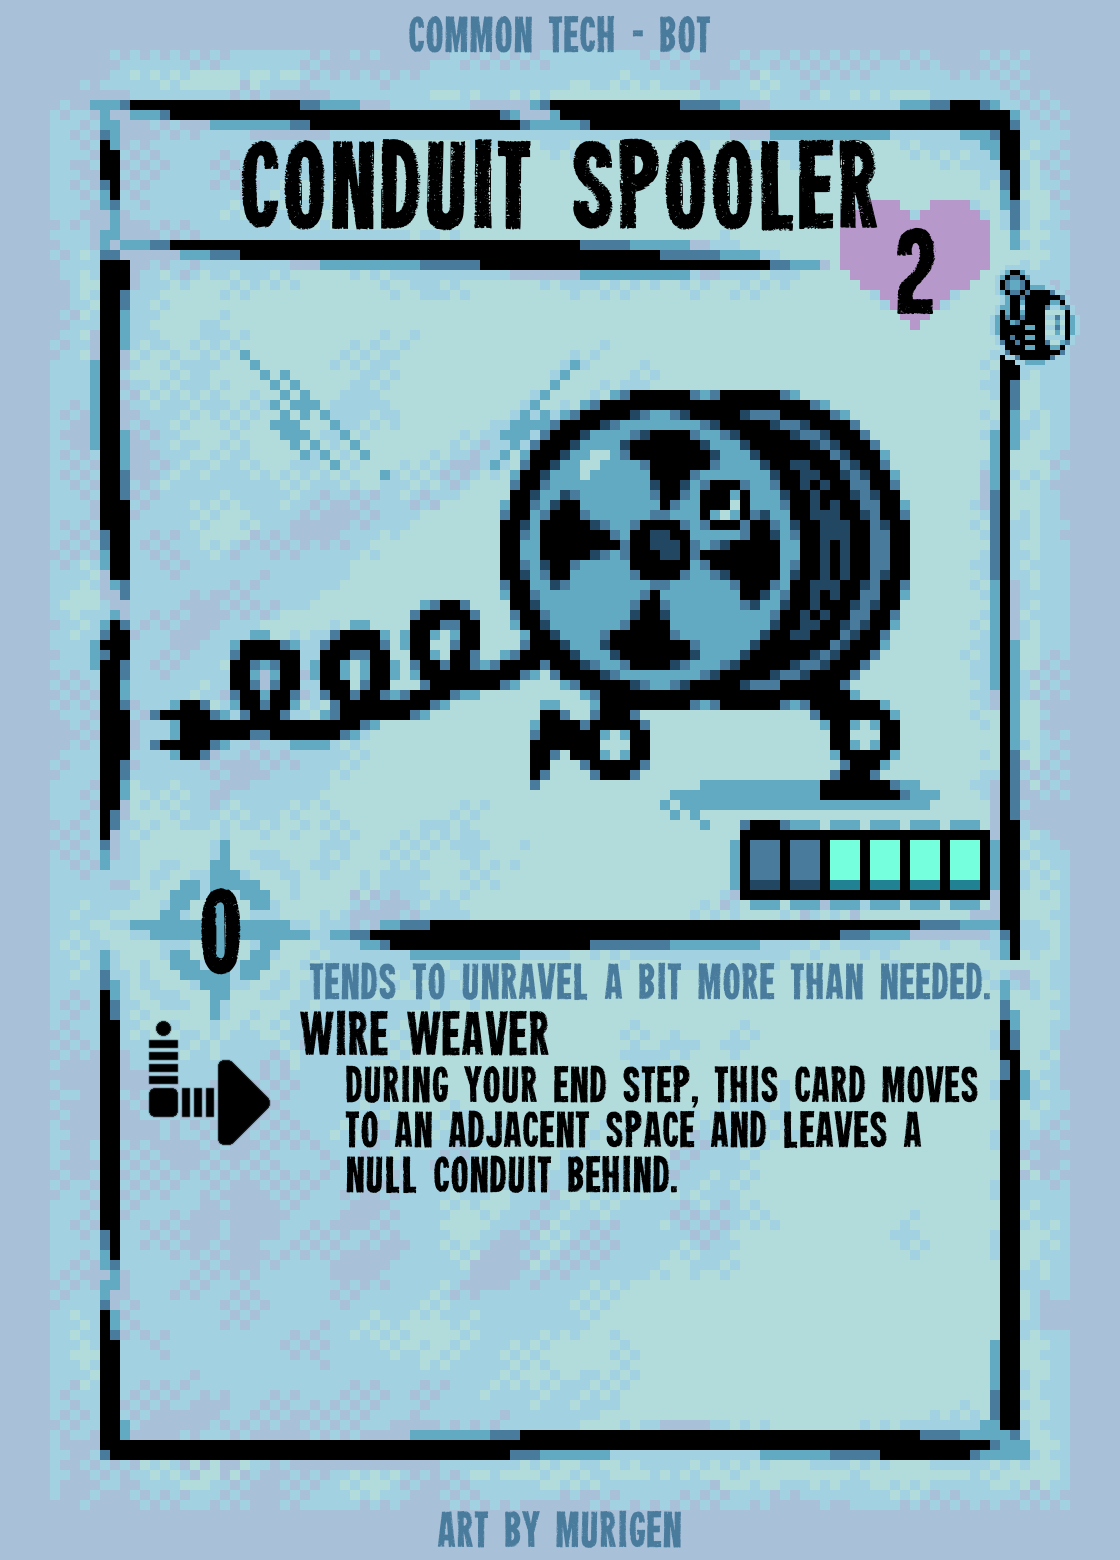 COMMON TECH - BOT
CONDUIT SPOOLER
2
0
TENDS TO UNRAVEL A BIT MORE THAN NEEDED.
WIRE WEAVER
DURING YOUR END STEP, THIS CARD MOVES
TO AN ADJACENT SPACE AND LEAVES A
NULL CONDUIT BEHIND.
ART BY MURIGEN